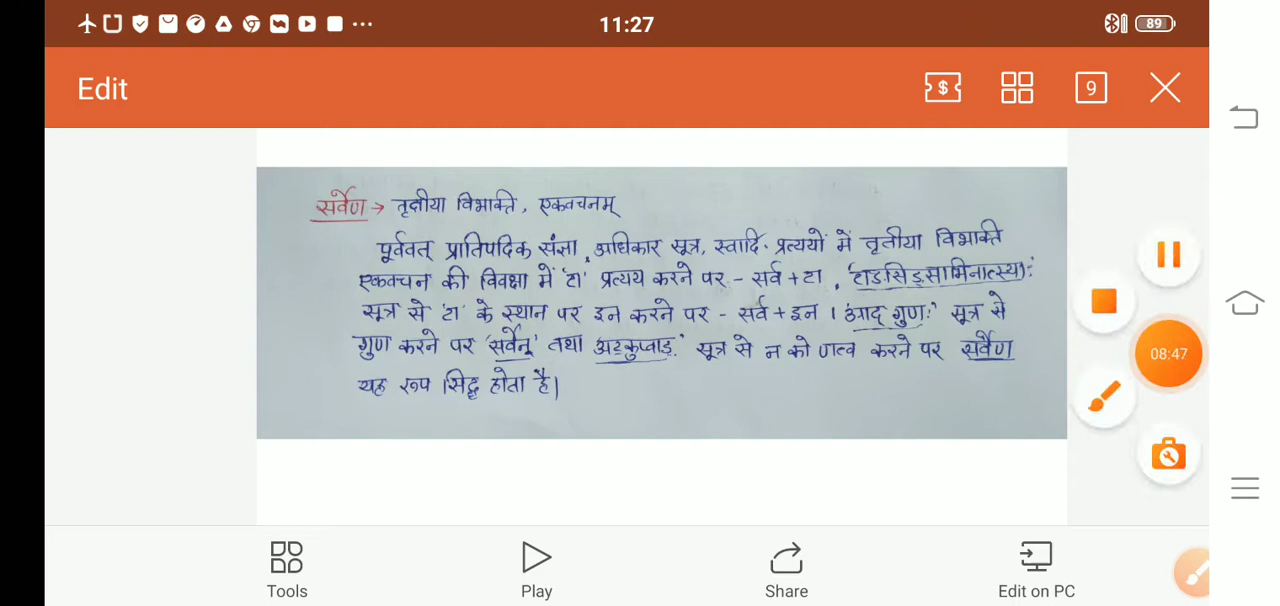 11:27
89
Edit
$
9
सर्वेण → तृतीया विभाक्ति, एकवचनम्
पूर्ववत् प्रातिपदिक संज्ञा, अधिकार सूत्र, स्वादि प्रत्ययों में तृतीया विभाक्ति
एकवचन की विवक्षा में 'टा' प्रत्यय करने पर - सर्व + टा, 'टाङसिङसामिनात्स्याः'
सूत्र से 'टा' के स्थान पर इन करने पर - सर्व + इन । 'आद् गुणः' सूत्र से
गुण करने पर 'सर्वेन्' तथा 'अट्कुप्वाङ्' सूत्र से न को णत्व करने पर सर्वेण
यह रूप सिद्ध होता है।
08:47
Tools
Play
Share
Edit on PC